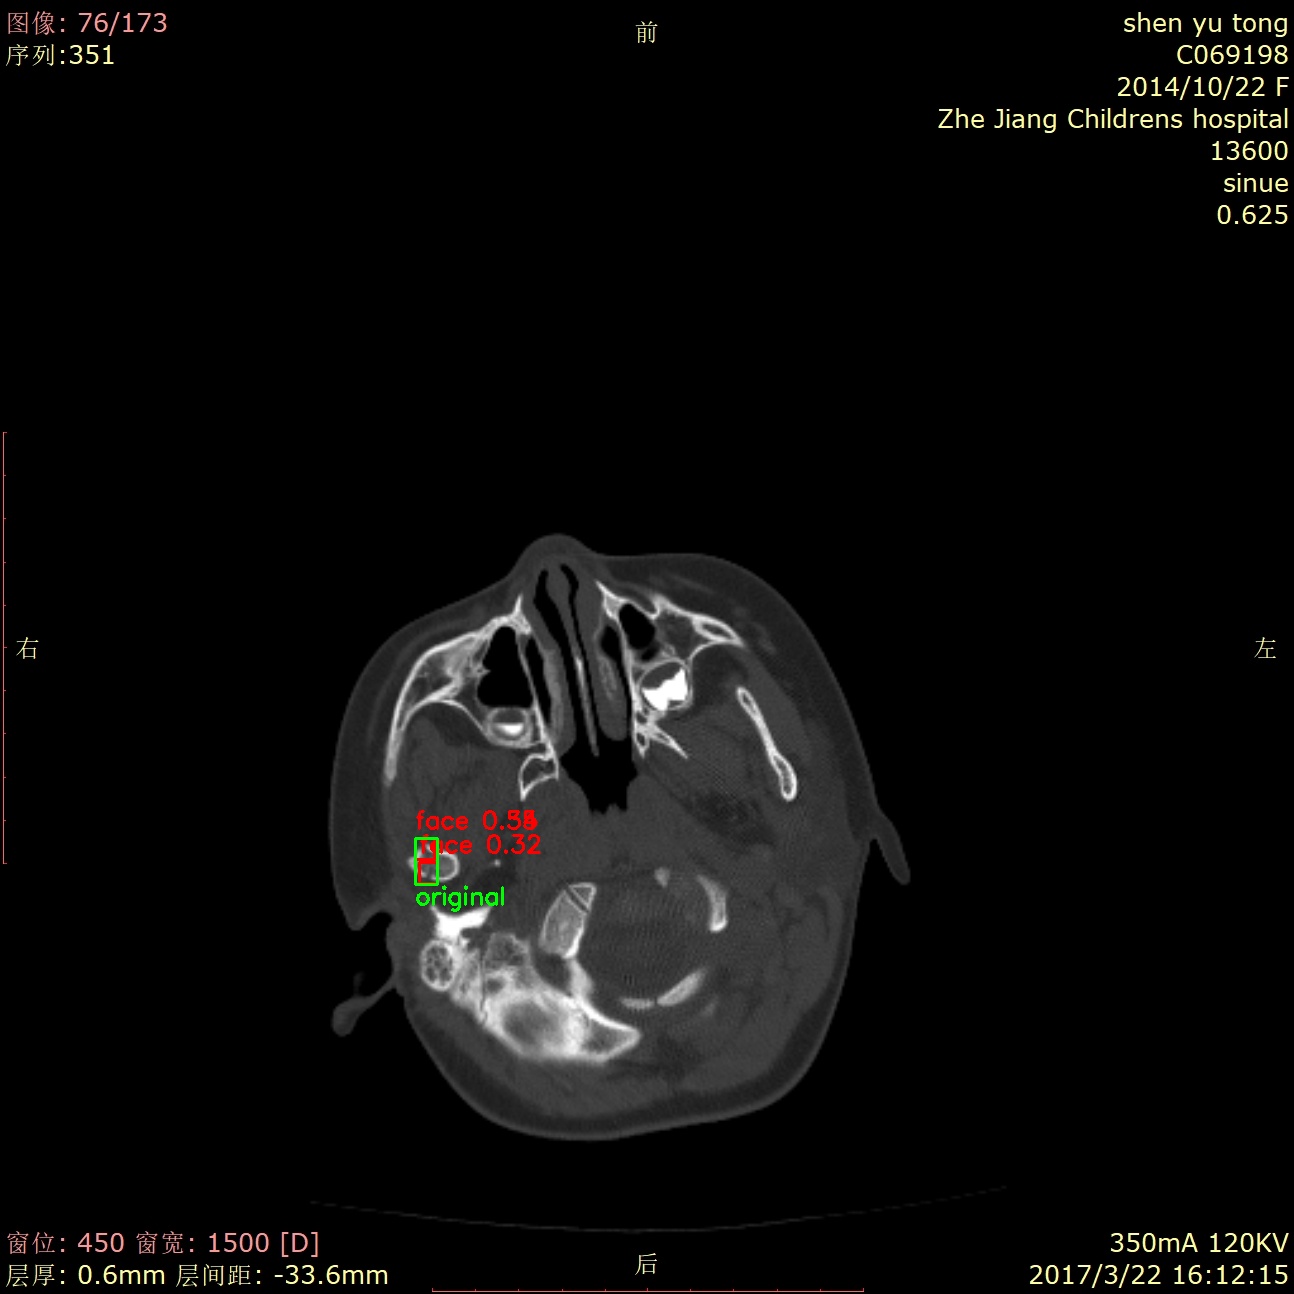 图像: 76/173
序列:351
前
shen yu tong
C069198
2014/10/22 F
Zhe Jiang Childrens hospital
13600
sinue
0.625
右
左
face 0.32
original
窗位: 450 窗宽: 1500 [D]
层厚: 0.6mm 层间距: -33.6mm
后
350mA 120KV
2017/3/22 16:12:15